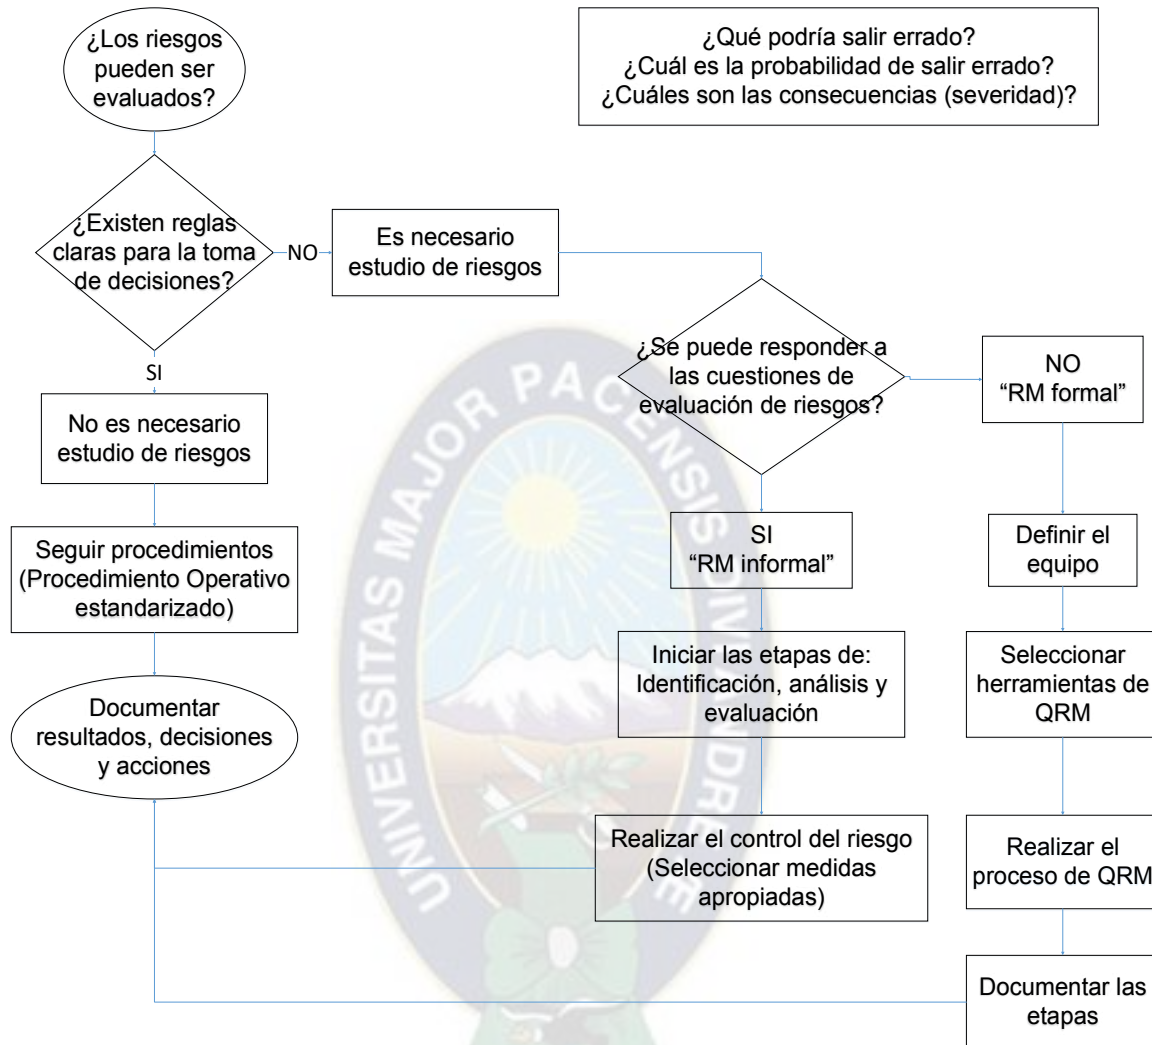 ¿Los riesgos
pueden ser
evaluados?
¿Qué podría salir errado?
¿Cuál es la probabilidad de salir errado?
¿Cuáles son las consecuencias (severidad)?
¿Existen reglas
claras para la toma
de decisiones?
NO
Es necesario
estudio de riesgos
SI
No es necesario
estudio de riesgos
Seguir procedimientos
(Procedimiento Operativo
estandarizado)
Documentar
resultados, decisiones
y acciones
¿Se puede responder a
las cuestiones de
evaluación de riesgos?
NO
“RM formal”
SI
“RM informal”
Iniciar las etapas de:
Identificación, análisis y
evaluación
Realizar el control del riesgo
(Seleccionar medidas
apropiadas)
Definir el
equipo
Seleccionar
herramientas de
QRM
Realizar el
proceso de QRM
Documentar las
etapas
UNIVERSITAS MAJOR PACENSIS DIVI ANDREÆ